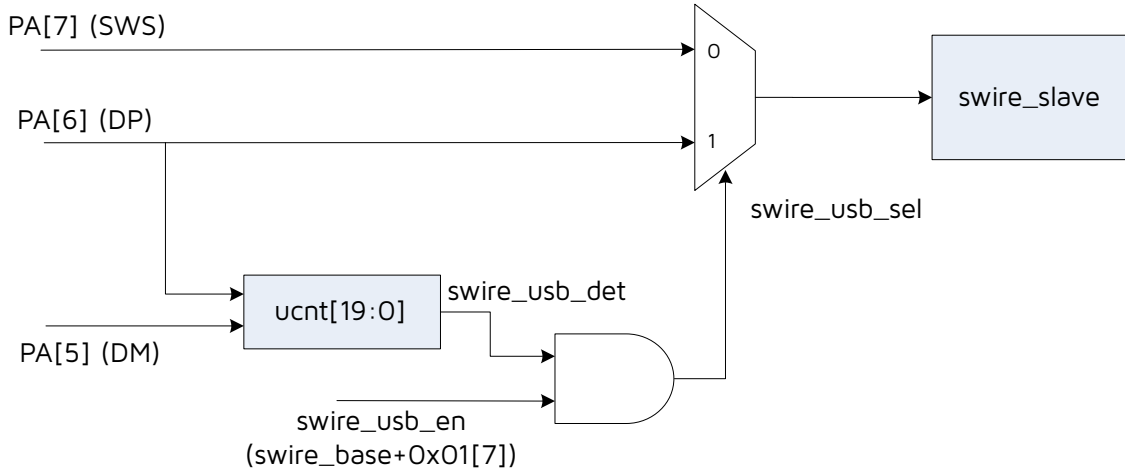 PA[7] (SWS)
0
swire_slave
PA[6] (DP)
1
swire_usb_sel
ucnt[19:0]
swire_usb_det
PA[5] (DM)
swire_usb_en
(swire_base+0x01[7])